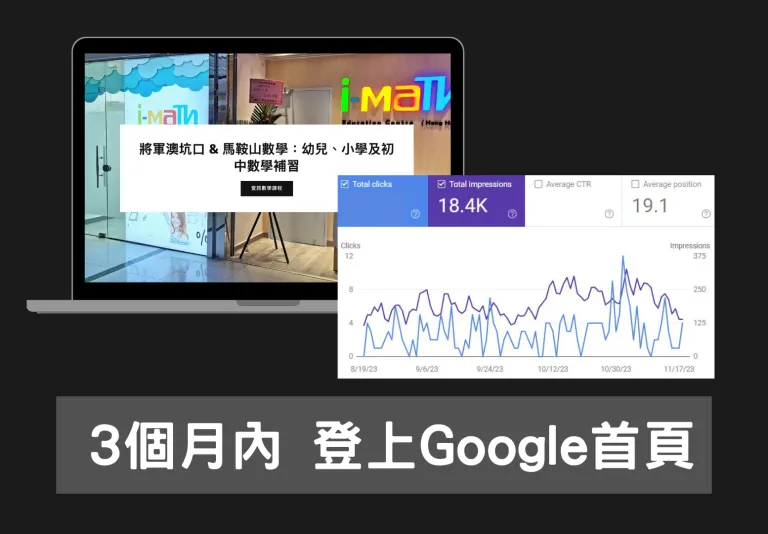 i-maTh
i-maTh
Education Centre
將軍澳坑口 & 馬鞍山數學：幼兒、小學及初
中數學補習
查詢數學課程
%
Total clicks
Total impressions
18.4K
Average CTR
Average position
19.1
Clicks
Impressions
12
375
8
250
4
125
0
0
8/19/23
9/6/23
9/24/23
10/12/23
10/30/23
11/17/23
3個月內 登上Google首頁